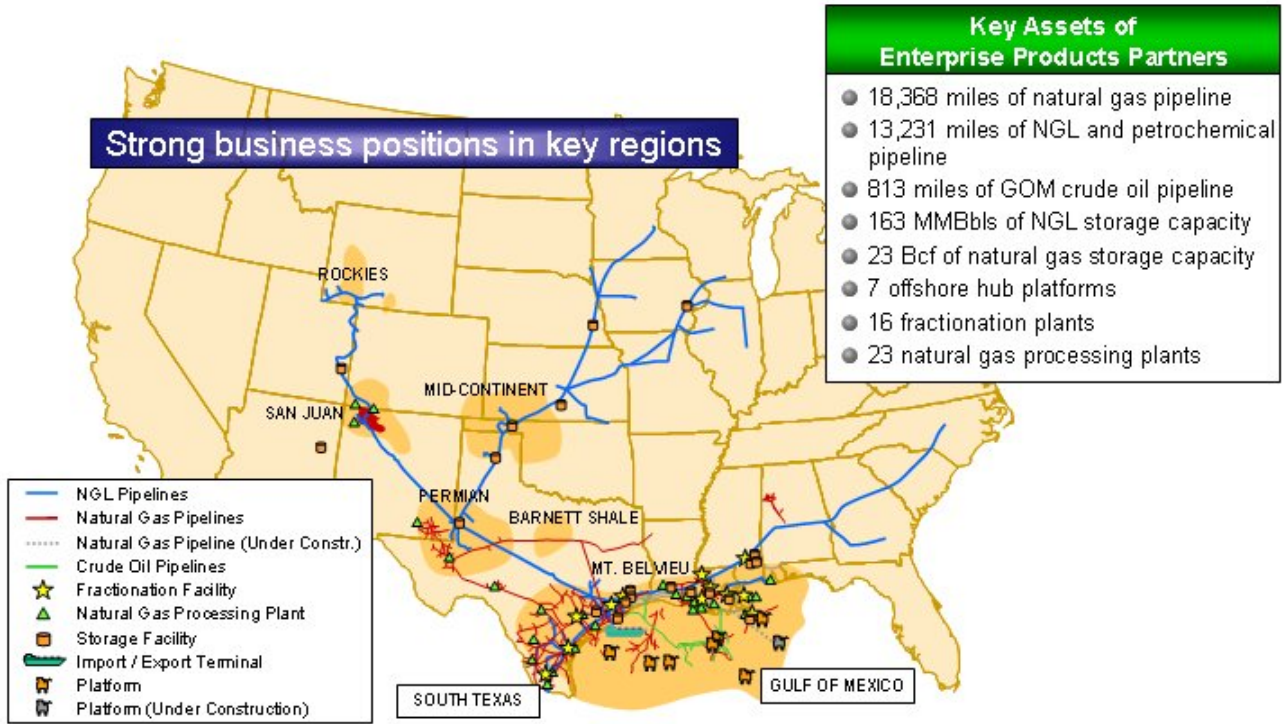 Key Assets of
Enterprise Products Partners
18,368 miles of natural gas pipeline
13,231 miles of NGL and petrochemical
pipeline
813 miles of GOM crude oil pipeline
163 MMBbls of NGL storage capacity
23 Bcf of natural gas storage capacity
7 offshore hub platforms
16 fractionation plants
23 natural gas processing plants
Strong business positions in key regions
ROCKIES
MID-CONTINENT
SAN JUAN
PERMIAN
BARNETT SHALE
MT. BELVIEU
SOUTH TEXAS
GULF OF MEXICO
NGL Pipelines
Natural Gas Pipelines
Natural Gas Pipeline (Under Constr.)
Crude Oil Pipelines
Fractionation Facility
Natural Gas Processing Plant
Storage Facility
Import / Export Terminal
Platform
Platform (Under Construction)